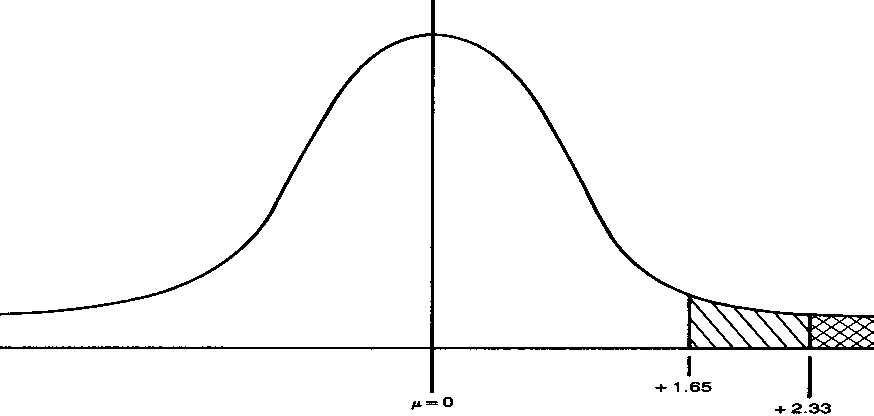 μ = 0
+ 1.65
+ 2.33